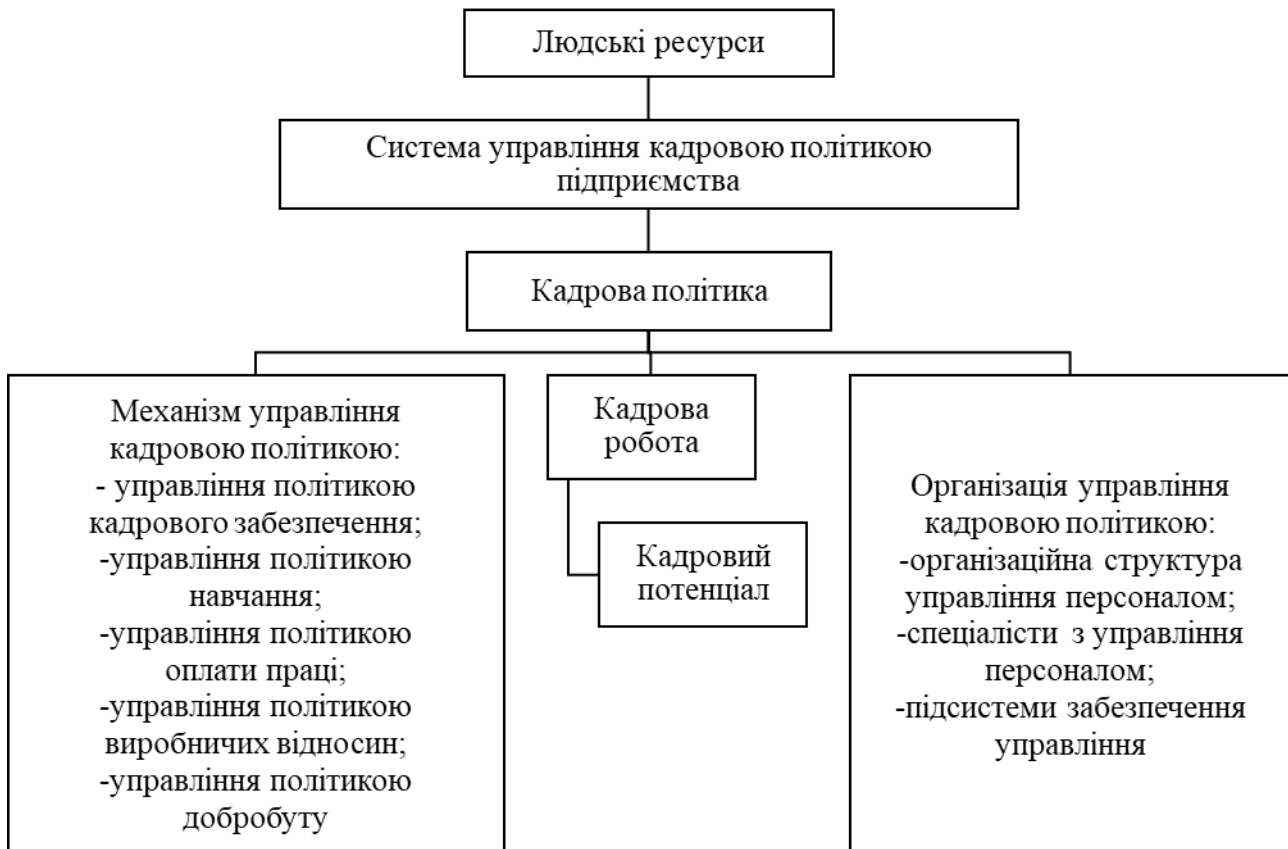 Людські ресурси
Система управління кадровою політикою
підприємства
Кадрова політика
Механізм управління
кадровою політикою:
- управління політикою
кадрового забезпечення;
-управління політикою
навчання;
-управління політикою
оплати праці;
-управління політикою
виробничих відносин;
-управління політикою
добробуту
Кадрова
робота
Кадровий
потенціал
Організація управління
кадровою політикою:
-організаційна структура
управління персоналом;
-спеціалісти з управління
персоналом;
-підсистеми забезпечення
управління